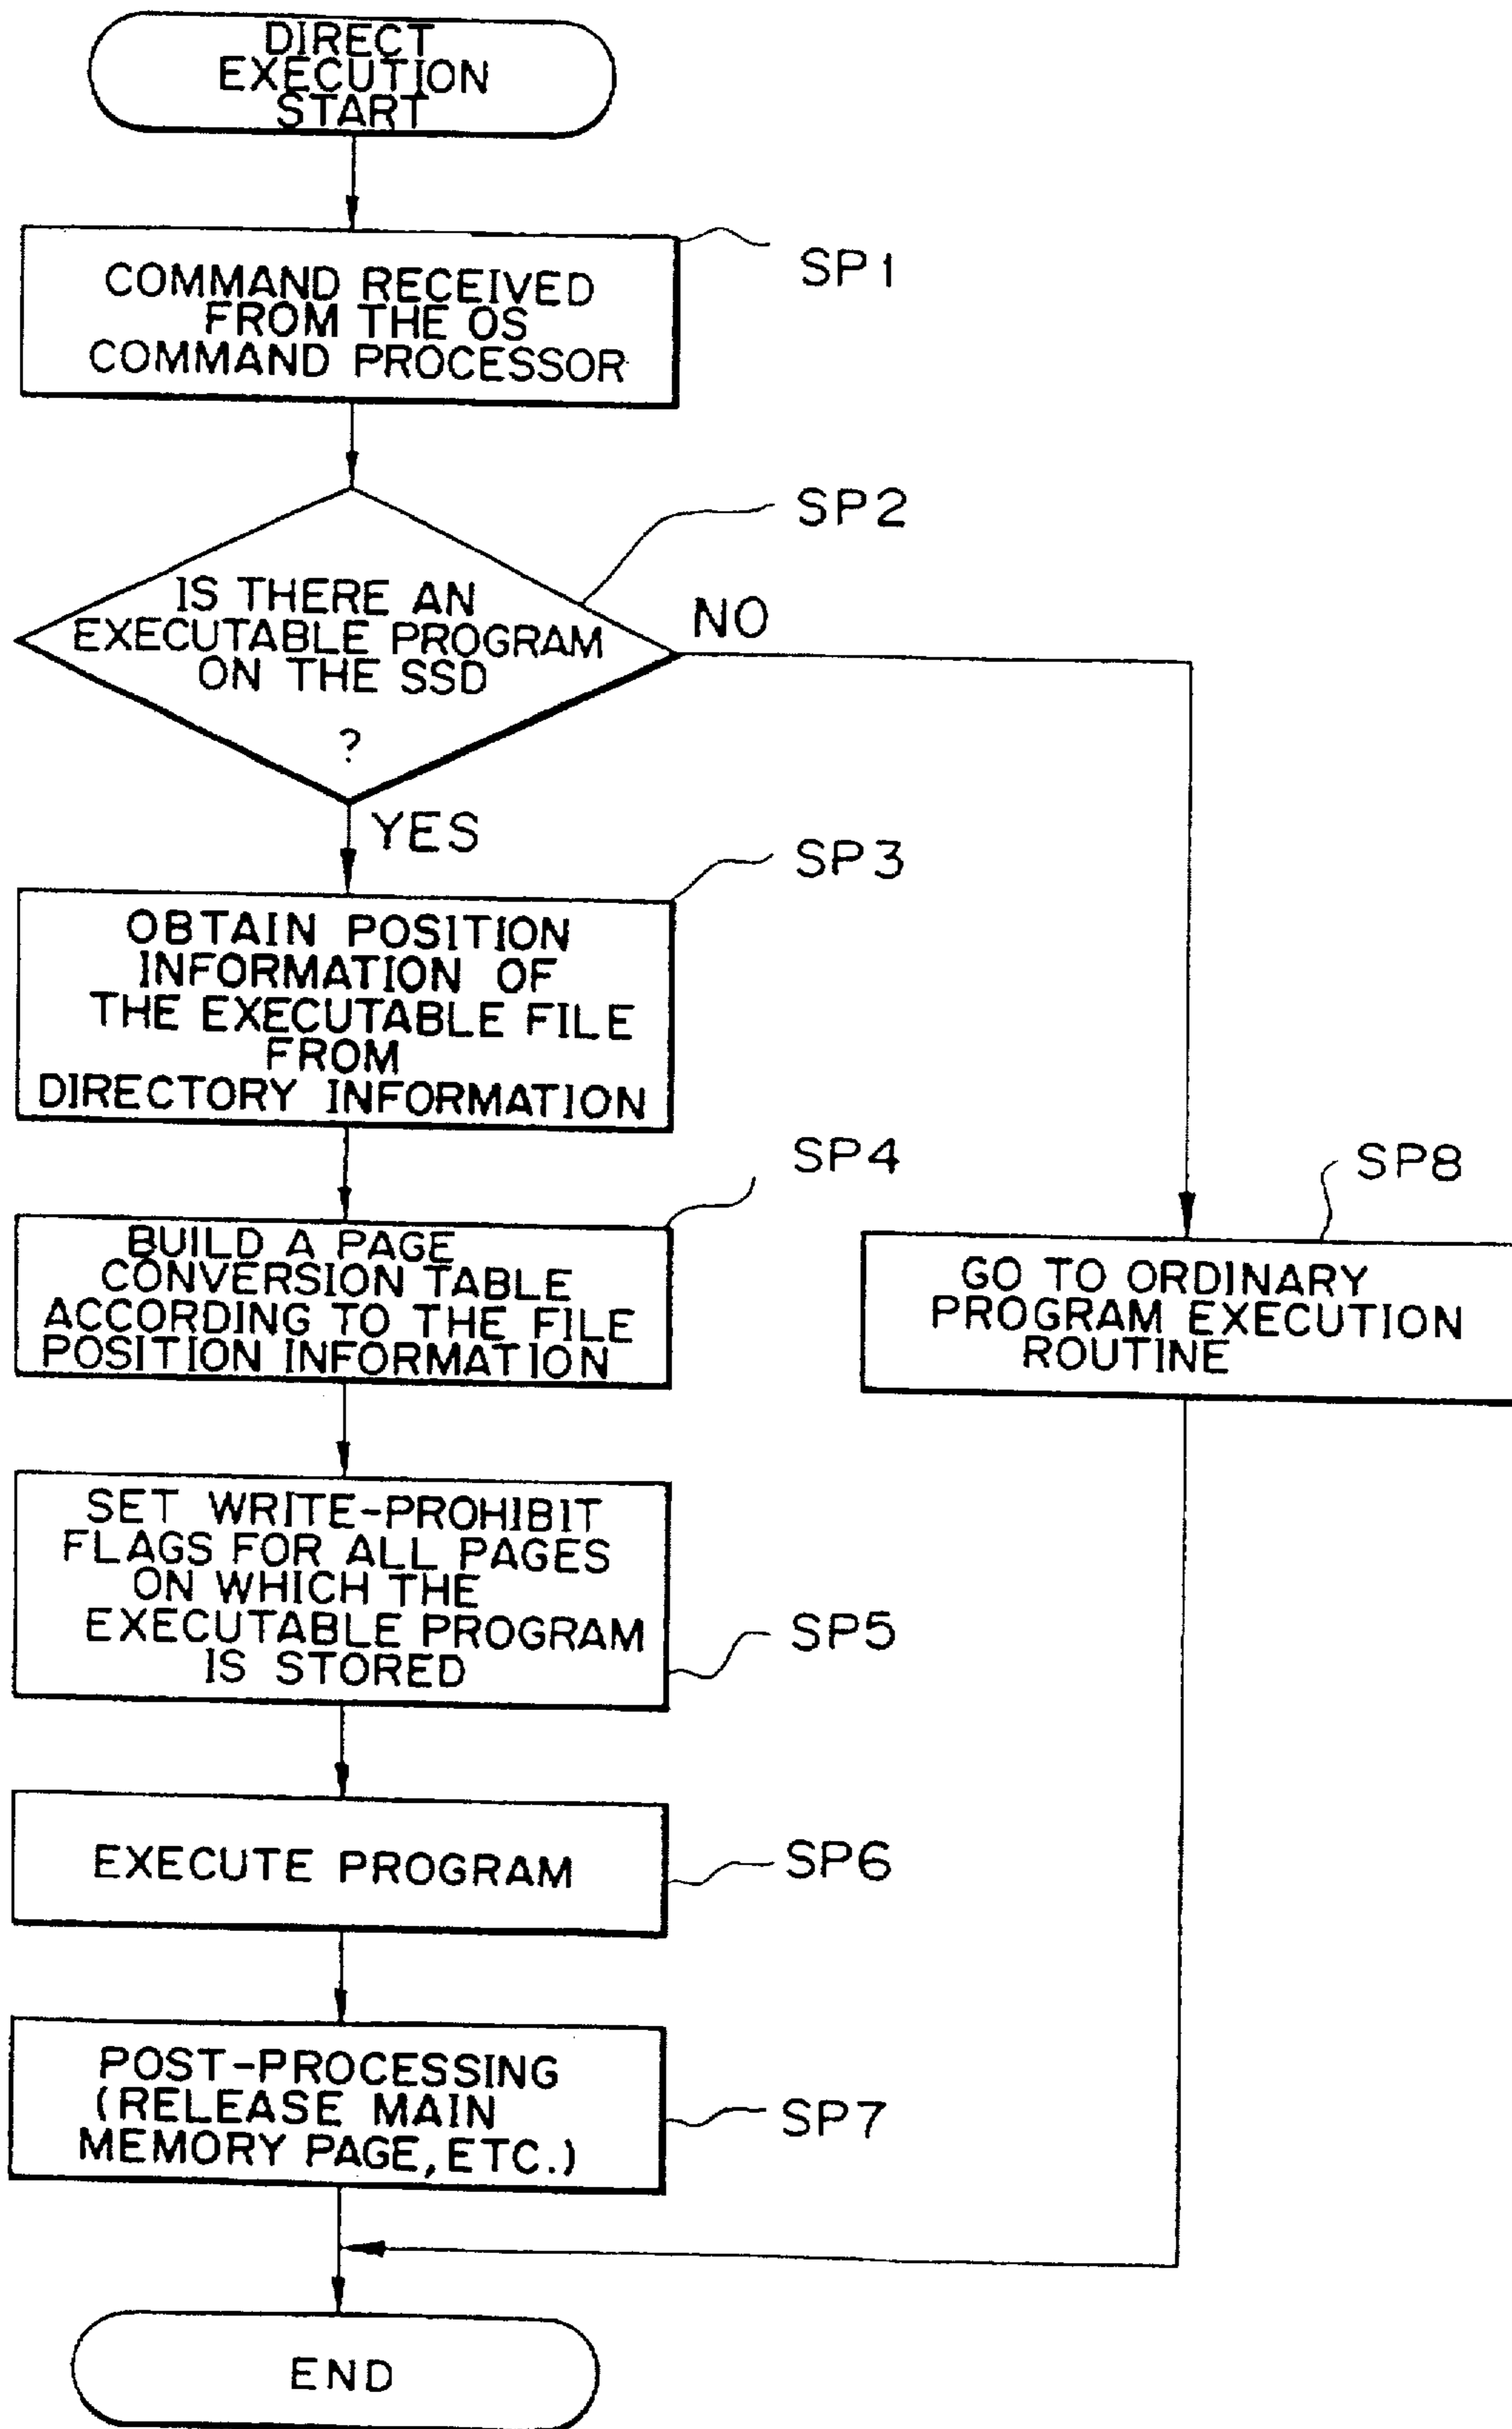 DIRECT
EXECUTION
START
SP1
COMMAND RECEIVED
FROM THE OS
COMMAND PROCESSOR
SP2
IS THERE AN
EXECUTABLE PROGRAM
ON THE SSD
?
NO
YES
SP3
OBTAIN POSITION
INFORMATION OF
THE EXECUTABLE FILE
FROM
DIRECTORY INFORMATION
SP4
BUILD A PAGE
CONVERSION TABLE
ACCORDING TO THE FILE
POSITION INFORMATION
SP8
GO TO ORDINARY
PROGRAM EXECUTION
ROUTINE
SET WRITE-PROHIBIT
FLAGS FOR ALL PAGES
ON WHICH THE
EXECUTABLE PROGRAM
IS STORED
SP5
EXECUTE PROGRAM
SP6
POST-PROCESSING
(RELEASE MAIN
MEMORY PAGE, ETC.)
SP7
END